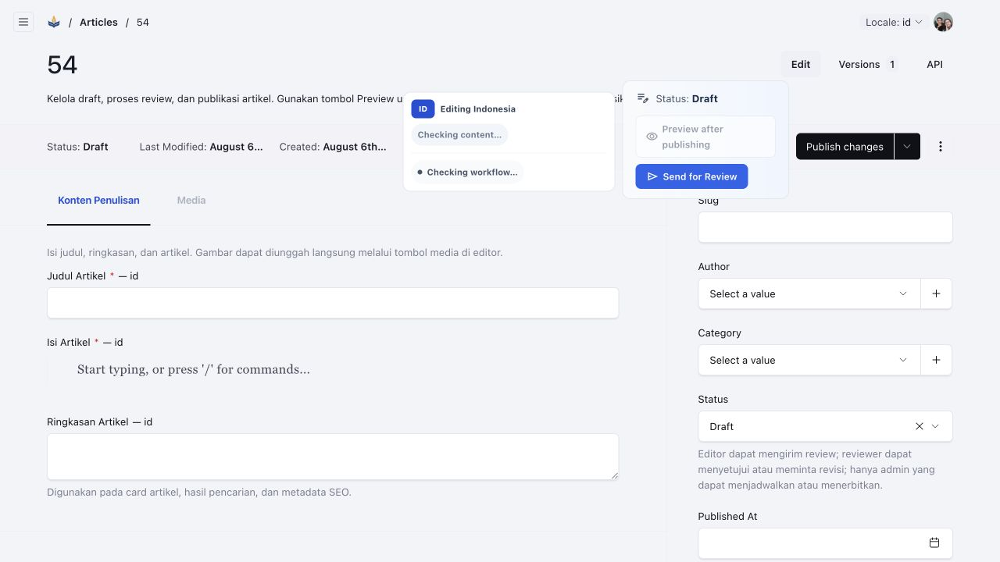 / Articles / 54
Locale: id
54
Edit
Versions 1
API
Kelola draft, proses review, dan publikasi artikel. Gunakan tombol Preview
ID Editing Indonesia
Checking content...
Checking workflow...
Status: Draft
Preview after
publishing
Send for Review
Status: Draft
Last Modified: August 6...
Created: August 6th...
Publish changes
Konten Penulisan
Media
Isi judul, ringkasan, dan artikel. Gambar dapat diunggah langsung melalui tombol media di editor.
Judul Artikel * — id
Isi Artikel * — id
Start typing, or press '/' for commands...
Ringkasan Artikel — id
Digunakan pada card artikel, hasil pencarian, dan metadata SEO.
Slug
Author
Select a value
Category
Select a value
Status
Draft
Editor dapat mengirim review; reviewer dapat
menyetujui atau meminta revisi; hanya admin yang
dapat menjadwalkan atau menerbitkan.
Published At